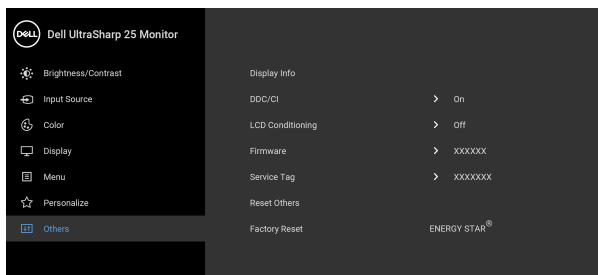 DELL Dell UltraSharp 25 Monitor
Brightness/Contrast Display Info
Input Source DDC/CI > On
Color LCD Conditioning > Off
Display Firmware > XXXXXX
Menu Service Tag > XXXXXXX
Personalize Reset Others
Others Factory Reset ENERGY STAR®